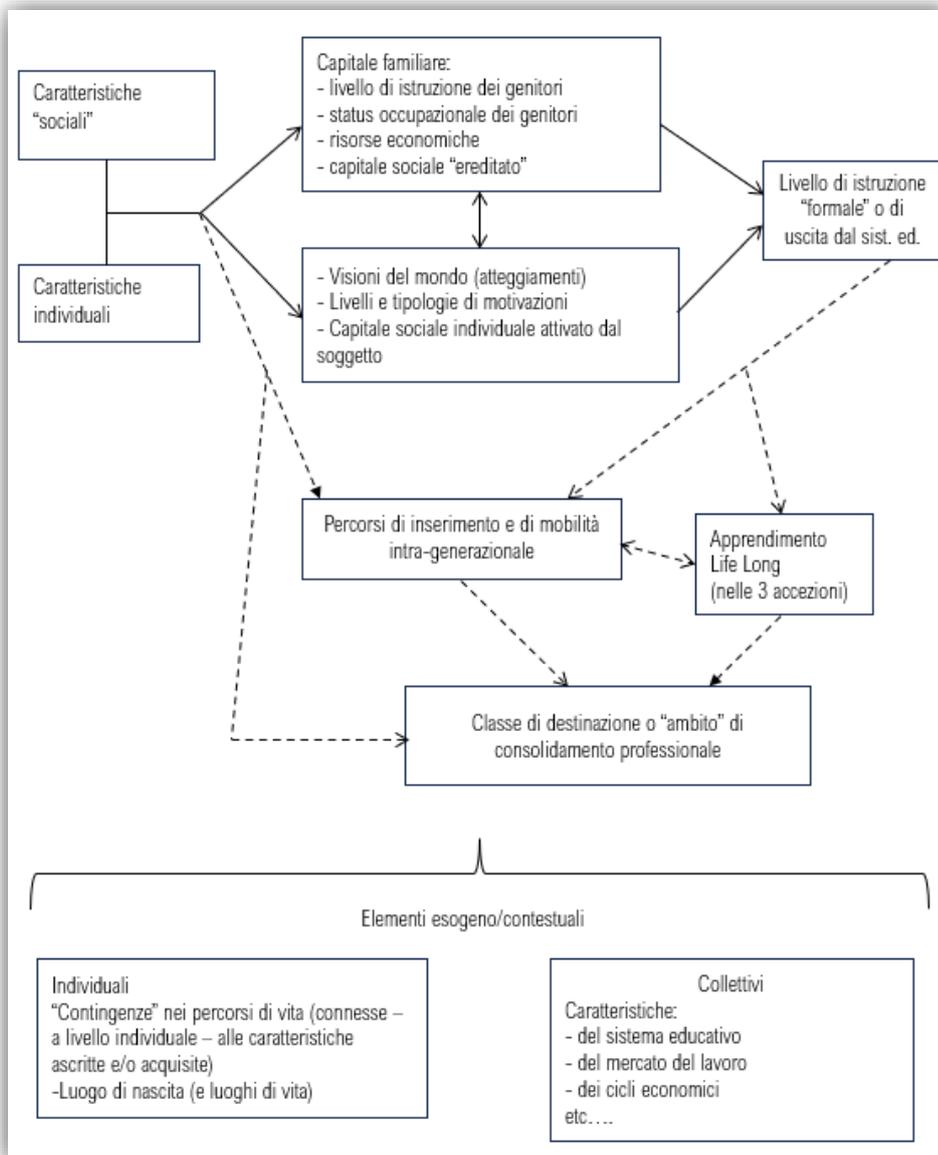 Caratteristiche
“sociali”
Capitale familiare:
- livello di istruzione dei genitori
- status occupazionale dei genitori
- risorse economiche
- capitale sociale “ereditato”
Livello di istruzione
“formale” o di
uscita dal sist. ed.
Caratteristiche
individuali
- Visioni del mondo (atteggiamenti)
- Livelli e tipologie di motivazioni
- Capitale sociale individuale attivato dal
soggetto
Percorsi di inserimento e di mobilità
intra-generazionale
Apprendimento
Life Long
(nelle 3 accezioni)
Classe di destinazione o “ambito” di
consolidamento professionale
Elementi esogeno/contestuali
Individuali
“Contingenze” nei percorsi di vita (connesse –
a livello individuale – alle caratteristiche
ascritte e/o acquisite)
-Luogo di nascita (e luoghi di vita)
Collettivi
Caratteristiche:
- del sistema educativo
- del mercato del lavoro
- dei cicli economici
etc….